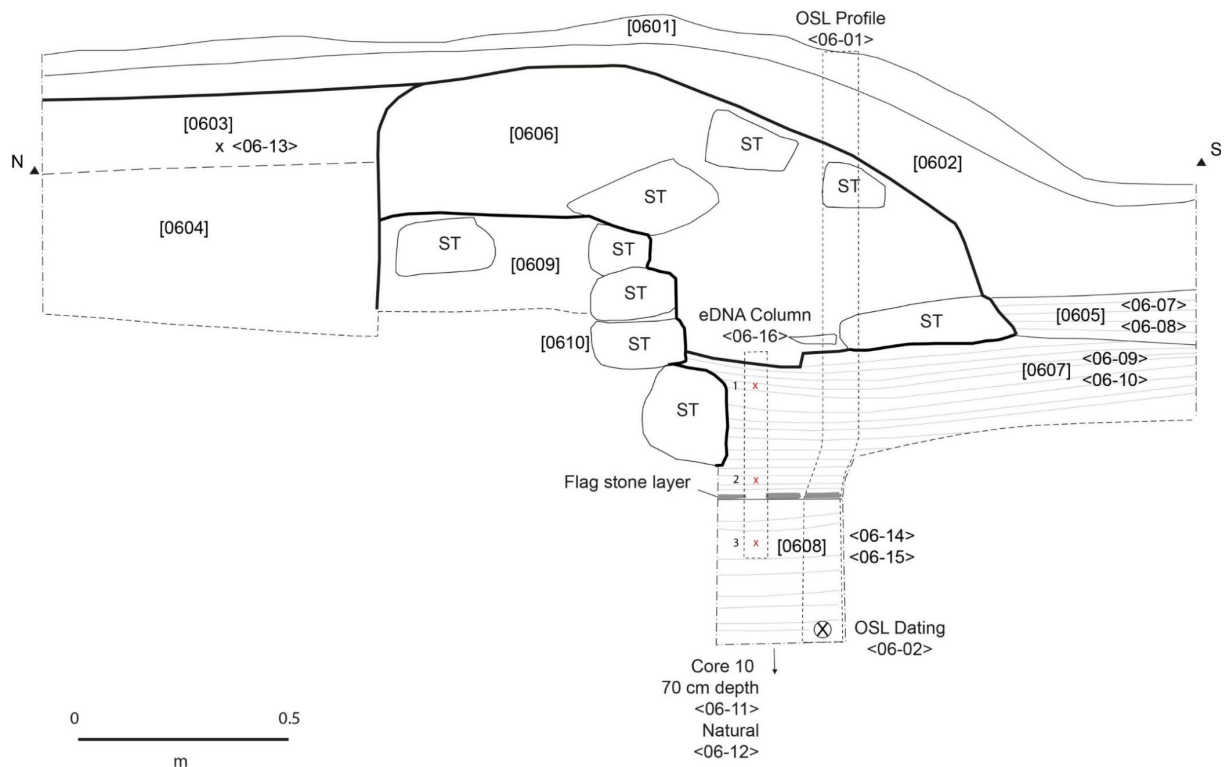 OSL Profile
<06-01>
[0601]
[0603]
x <06-13>
[0606]
ST
[0602]
N
S
ST
ST
[0604]
ST
[0609]
ST
ST
eDNA Column
<06-16>
ST
[0605]
<06-07>
<06-08>
[0610]
ST
[0607]
<06-09>
<06-10>
1 x
ST
Flag stone layer
2 x
3 x
[0608]
<06-14>
<06-15>
X
OSL Dating
<06-02>
Core 10
70 cm depth
<06-11>
Natural
<06-12>
0 0.5
m